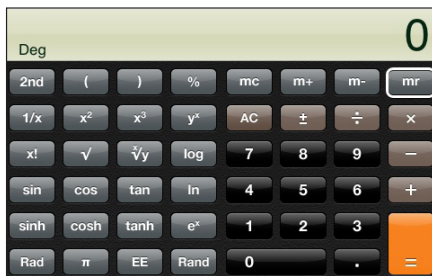 0
Deg
2nd ( ) % mc m+ m- mr
1/x x² x³ yˣ AC ± ÷ ×
x! √ ˣ√y log 7 8 9 −
sin cos tan ln 4 5 6 +
sinh cosh tanh eˣ 1 2 3
Rad π EE Rand 0 . =